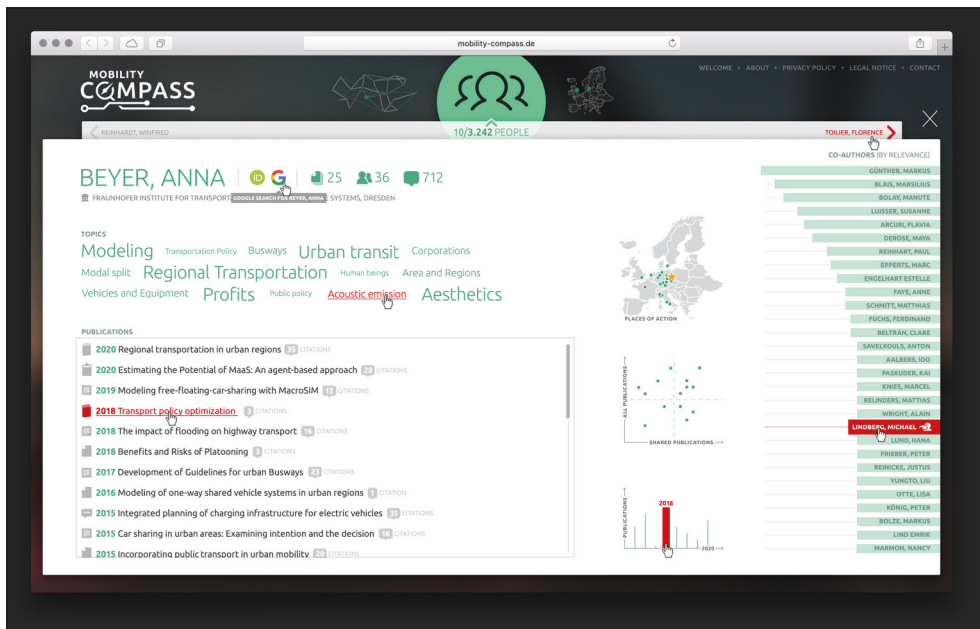 mobility-compass.de
MOBILITY
COMPASS
WELCOME • ABOUT • PRIVACY POLICY • LEGAL NOTICE • CONTACT
REINHARDT, WINFRIED
10/3.242 PEOPLE
TOILIER, FLORENCE
BEYER, ANNA
iD
G
25
36
712
FRAUNHOFER INSTITUTE FOR TRANSPORT
GOOGLE SEARCH FOR BEYER, ANNA
SYSTEMS, DRESDEN
TOPICS
Modeling Transportation Policy Busways Urban transit Corporations
Modal split Regional Transportation Human beings Area and Regions
Vehicles and Equipment Profits Public policy Acoustic emission Aesthetics
PUBLICATIONS
2020 Regional transportation in urban regions 35 CITATIONS
2020 Estimating the Potential of MaaS: An agent-based approach 28 CITATIONS
2019 Modeling free-floating-car-sharing with MacroSIM 12 CITATIONS
2018 Transport policy optimization 3 CITATIONS
2018 The impact of flooding on highway transport 16 CITATIONS
2018 Benefits and Risks of Platooning 3 CITATIONS
2017 Development of Guidelines for urban Busways 23 CITATIONS
2016 Modeling of one-way shared vehicle systems in urban regions 1 CITATION
2015 Integrated planning of charging infrastructure for electric vehicles 35 CITATIONS
2015 Car sharing in urban areas: Examining intention and the decision 16 CITATIONS
2015 Incorporating public transport in urban mobility 28 CITATIONS
PLACES OF ACTION
ALL PUBLICATIONS
SHARED PUBLICATIONS
PUBLICATIONS
2016
2020
CO-AUTHORS (BY RELEVANCE)
GÜNTHER, MARKUS
BLAIS, MARSILIUS
BOLAY, MANUTE
LUISSER, SUSANNE
ARCURI, FLAVIA
DEROSE, MAYA
REINHART, PAUL
EPPERTS, MARC
ENGELHART ESTELLE
FAYE, ANNE
SCHMITT, MATTHIAS
FUCHS, FERDINAND
BELTRÁN, CLARE
SAVELKOULS, ANTON
AALBERS, IDO
PASKUDER, KAI
KNIES, MARCEL
REIJNDERS, MATTIAS
WRIGHT, ALAIN
LINDBERG, MICHAEL
LUND, HANA
FRIEBER, PETER
REINICKE, JUSTUS
YUNGTO, LIU
OTTE, LISA
KÖNIG, PETER
BOLZE, MARKUS
LIND EMRIK
MARMON, NANCY